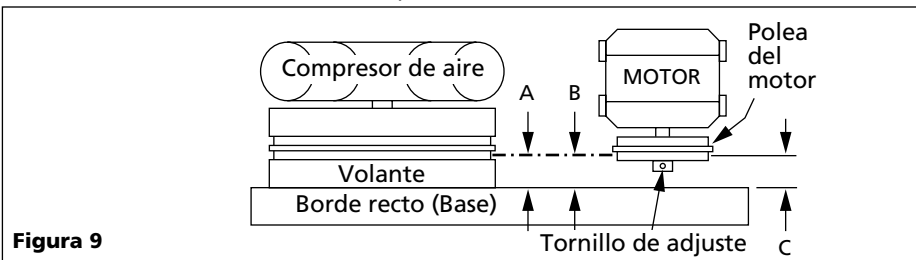 Compresor de aire
A
B
MOTOR
Polea
del
motor
Volante
Borde recto (Base)
Figura 9
Tornillo de adjuste
C